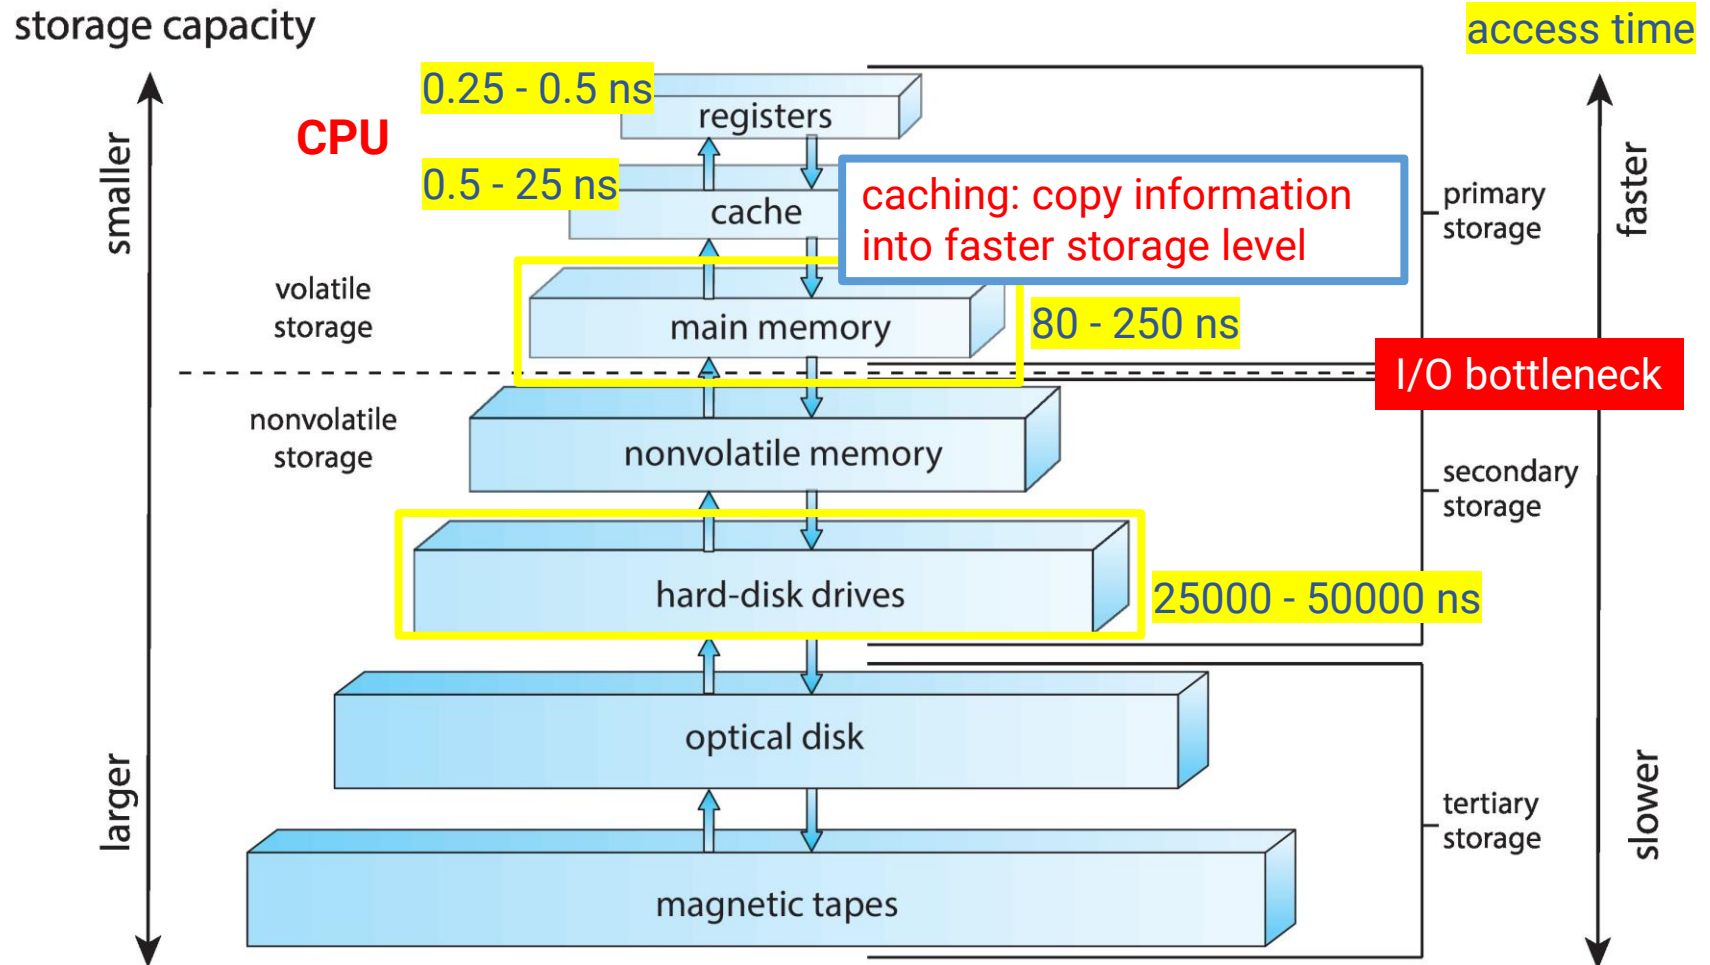 storage capacity
access time
0.25 - 0.5 ns
registers
CPU
smaller
faster
0.5 - 25 ns
cache
caching: copy information
into faster storage level
primary
storage
volatile
storage
main memory
80 - 250 ns
I/O bottleneck
nonvolatile
storage
nonvolatile memory
secondary
storage
hard-disk drives
25000 - 50000 ns
optical disk
larger
slower
tertiary
storage
magnetic tapes